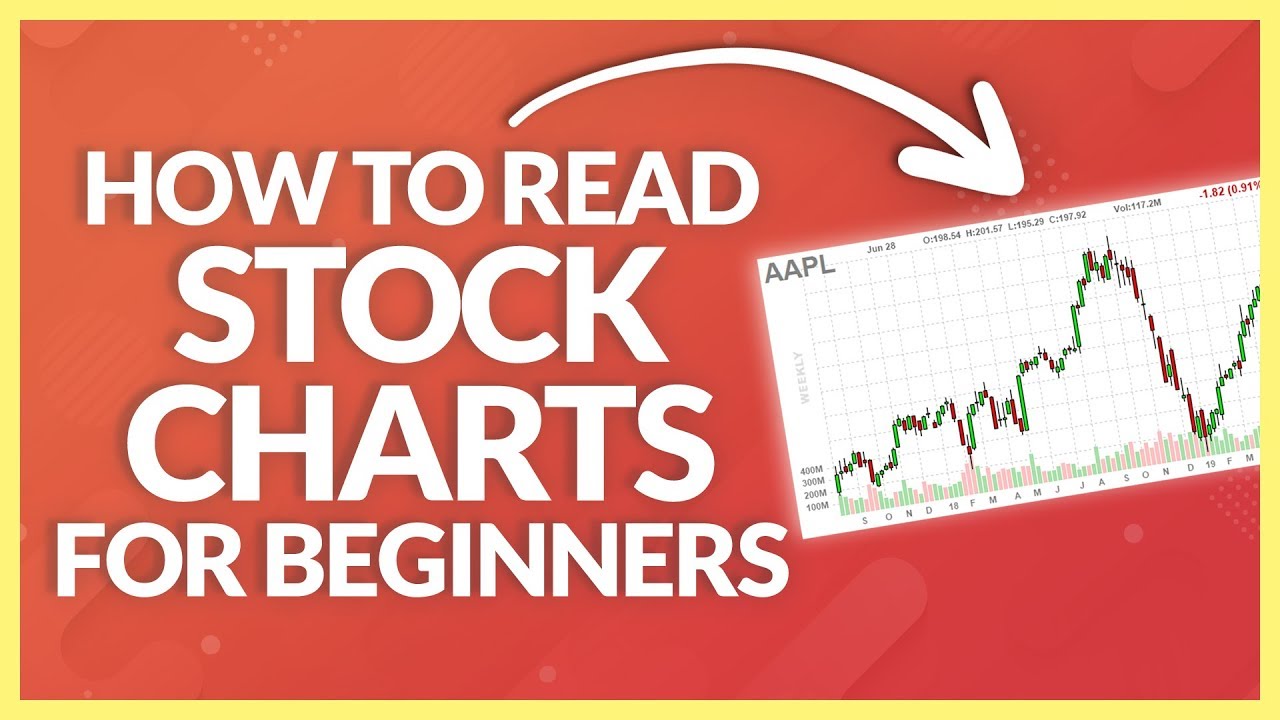 HOW TO READ
STOCK
CHARTS
FOR BEGINNERS
AAPL
Jun 28 O:198.54 H:201.57 L:195.29 C:197.92 Vol:117.2M -1.82 (0.91%
WEEKLY
400M
300M
200M
100M
S O N D 18 F M A M J J A S O N D 19 F M